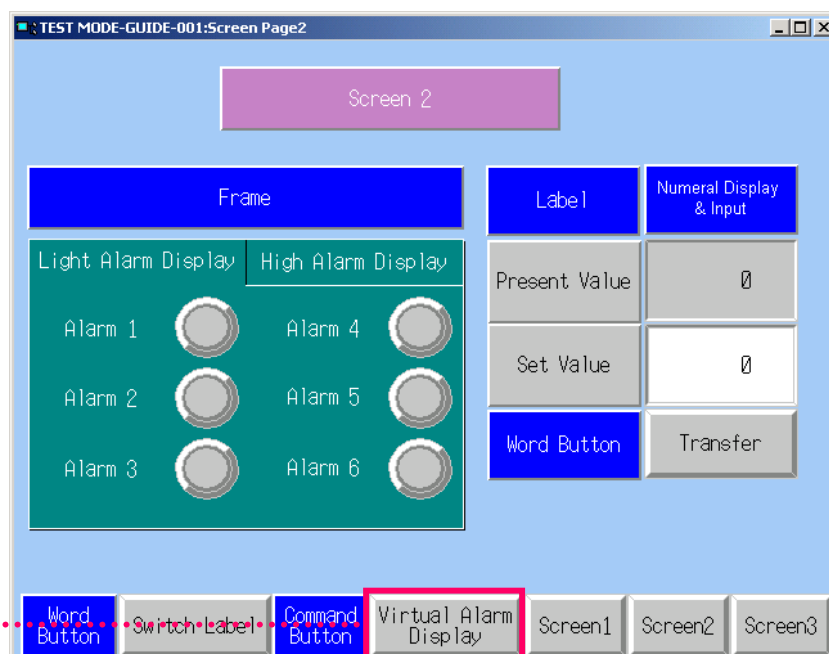 TEST MODE-GUIDE-001:Screen Page2
Screen 2
Frame
Light Alarm Display
High Alarm Display
Alarm 1
Alarm 4
Alarm 2
Alarm 5
Alarm 3
Alarm 6
Label
Numeral Display
& Input
Present Value
0
Set Value
0
Word Button
Transfer
Word
Button
Switch Label
Command
Button
Virtual Alarm
Display
Screen1
Screen2
Screen3